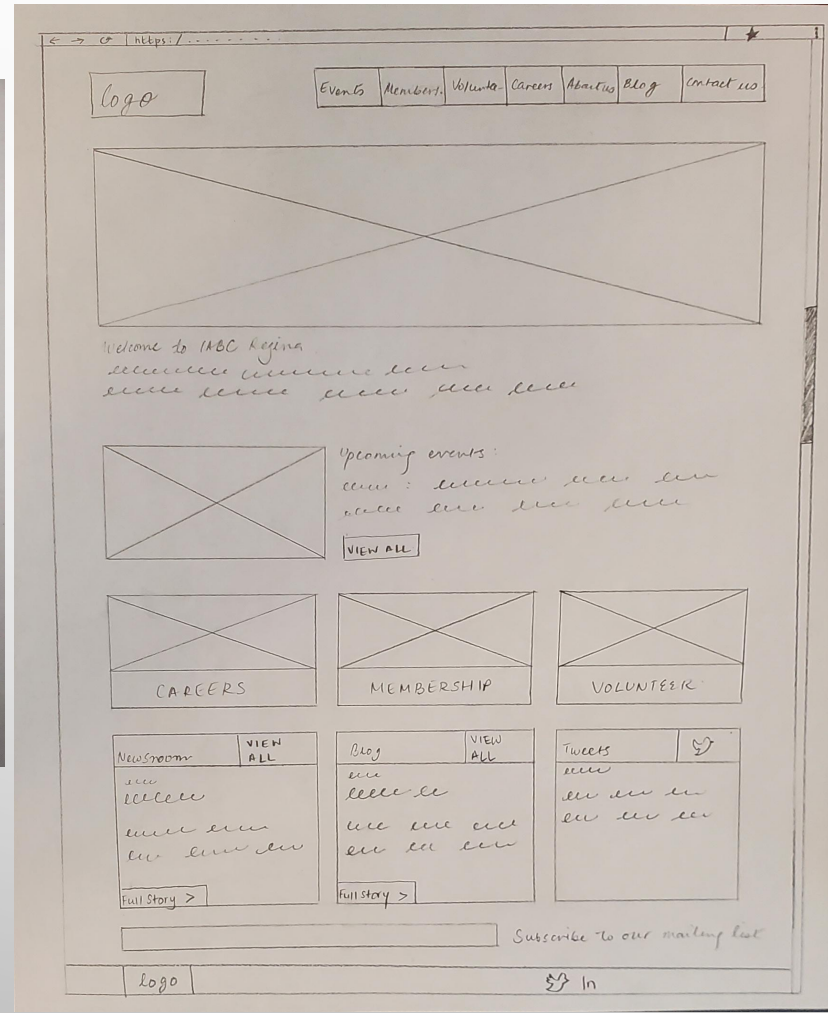 https:/ . . . . . . . . .
logo
Events Members. Volunte. Careers About us Blog Contact us
Welcome to IABC Regina
Upcoming events:
VIEW ALL
CAREERS MEMBERSHIP VOLUNTEER
Newsroom VIEW ALL
Full Story >
Blog VIEW ALL
Full Story >
Tweets
Subscribe to our mailing list
logo In